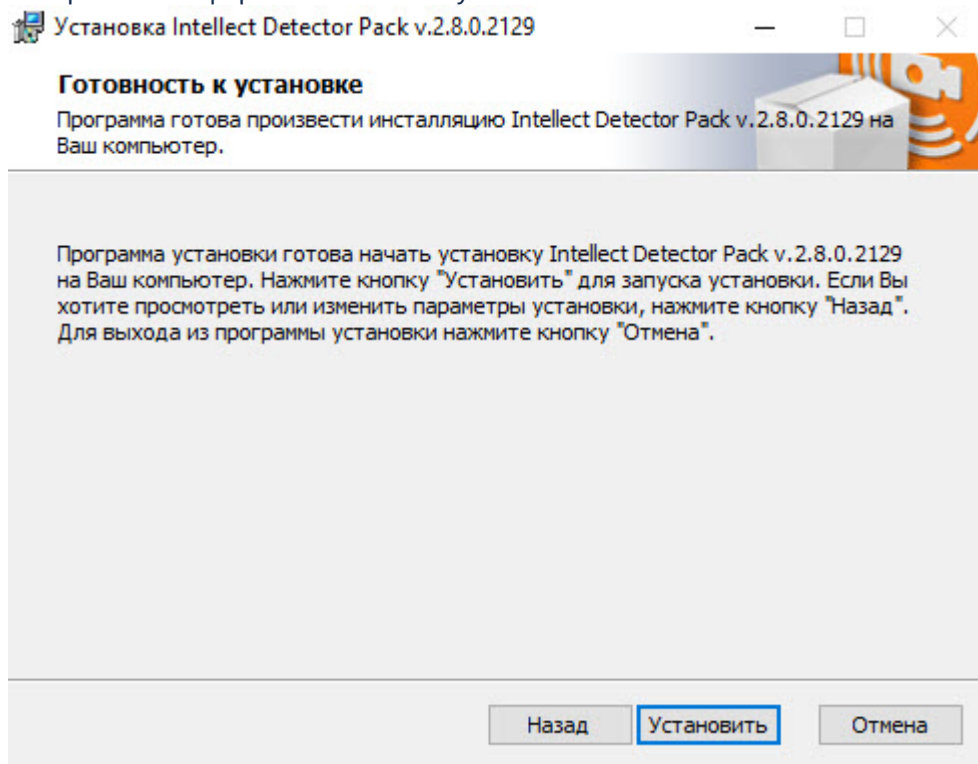 Установка Intellect Detector Pack v.2.8.0.2129
Готовность к установке
Программа готова произвести инсталляцию Intellect Detector Pack v.2.8.0.2129 на
Ваш компьютер.
Программа установки готова начать установку Intellect Detector Pack v.2.8.0.2129
на Ваш компьютер. Нажмите кнопку "Установить" для запуска установки. Если Вы
хотите просмотреть или изменить параметры установки, нажмите кнопку "Назад".
Для выхода из программы установки нажмите кнопку "Отмена".
Назад Установить Отмена